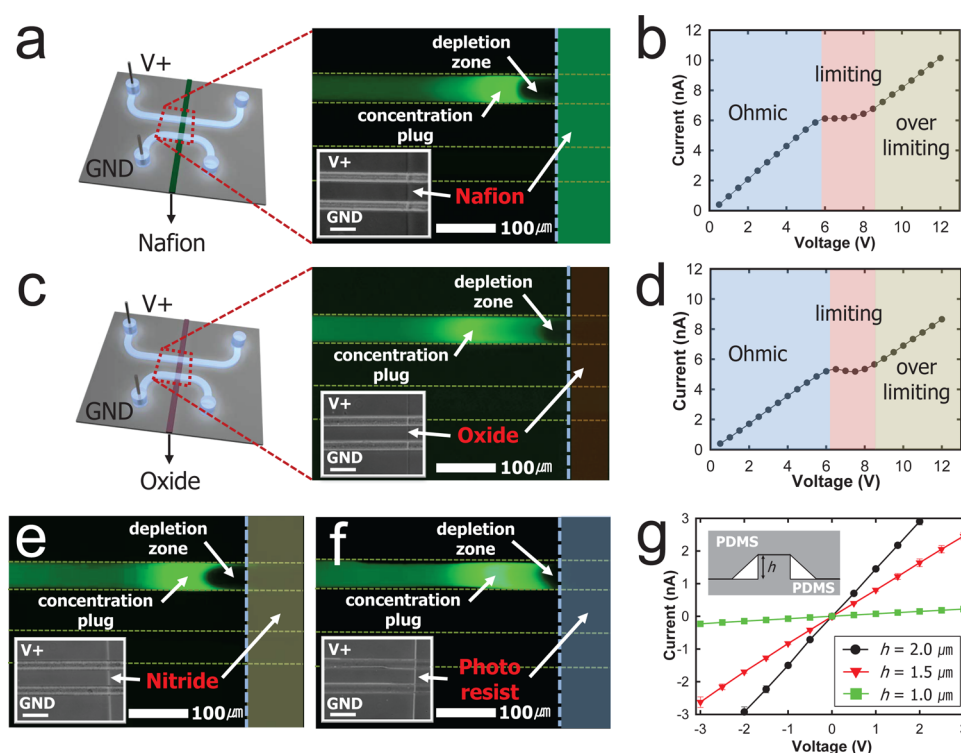 a
V+
GND
Nafion
depletion
zone
concentration
plug
V+
GND
Nafion
100㎛
b
Ohmic
limiting
over
limiting
Current (nA)
12
10
8
6
4
2
0
0 2 4 6 8 10 12
Voltage (V)
c
V+
GND
Oxide
depletion
zone
concentration
plug
V+
GND
Oxide
100㎛
d
Ohmic
limiting
over
limiting
Current (nA)
12
10
8
6
4
2
0
0 2 4 6 8 10 12
Voltage (V)
e
depletion
zone
concentration
plug
V+
GND
Nitride
100㎛
f
depletion
zone
concentration
plug
V+
GND
Photo
resist
100㎛
g
PDMS
h
PDMS
Current (nA)
3
2
1
0
-1
-2
-3
h = 2.0 ㎛
h = 1.5 ㎛
h = 1.0 ㎛
-3 -2 -1 0 1 2 3
Voltage (V)